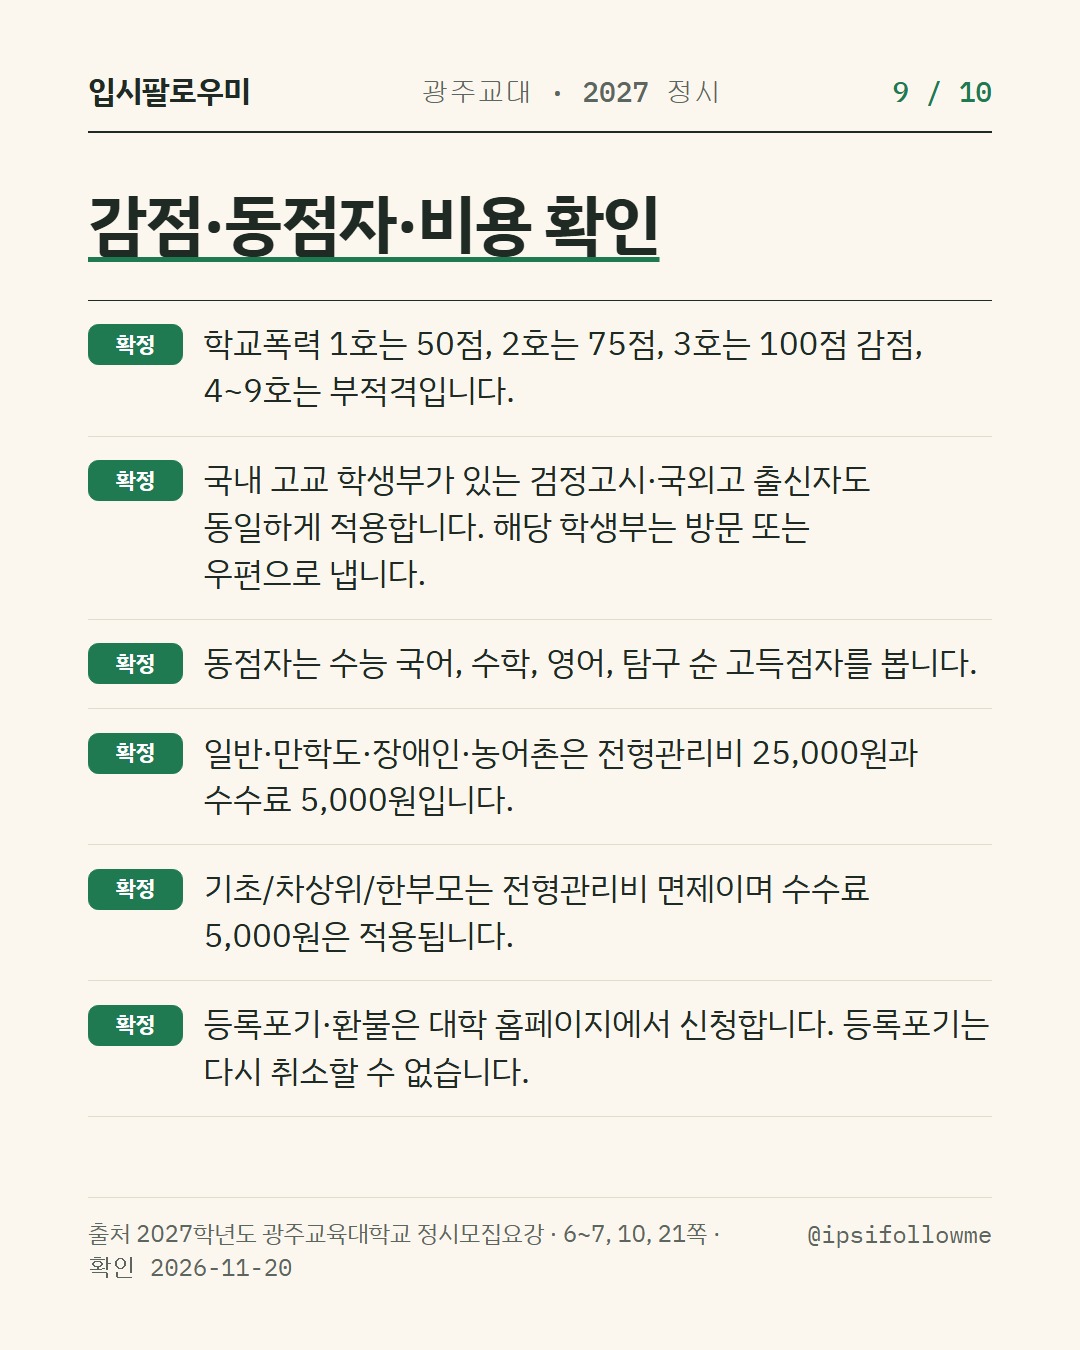 입시팔로우미
광주교대 · 2027 정시
9 / 10
감점·동점자·비용 확인
확정
학교폭력 1호는 50점, 2호는 75점, 3호는 100점 감점,
4~9호는 부적격입니다.
확정
국내 고교 학생부가 있는 검정고시·국외고 출신자도
동일하게 적용합니다. 해당 학생부는 방문 또는
우편으로 냅니다.
확정
동점자는 수능 국어, 수학, 영어, 탐구 순 고득점자를 봅니다.
확정
일반·만학도·장애인·농어촌은 전형관리비 25,000원과
수수료 5,000원입니다.
확정
기초/차상위/한부모는 전형관리비 면제이며 수수료
5,000원은 적용됩니다.
확정
등록포기·환불은 대학 홈페이지에서 신청합니다. 등록포기는
다시 취소할 수 없습니다.
출처 2027학년도 광주교육대학교 정시모집요강 · 6~7, 10, 21쪽 ·
확인 2026-11-20
@ipsifollowme